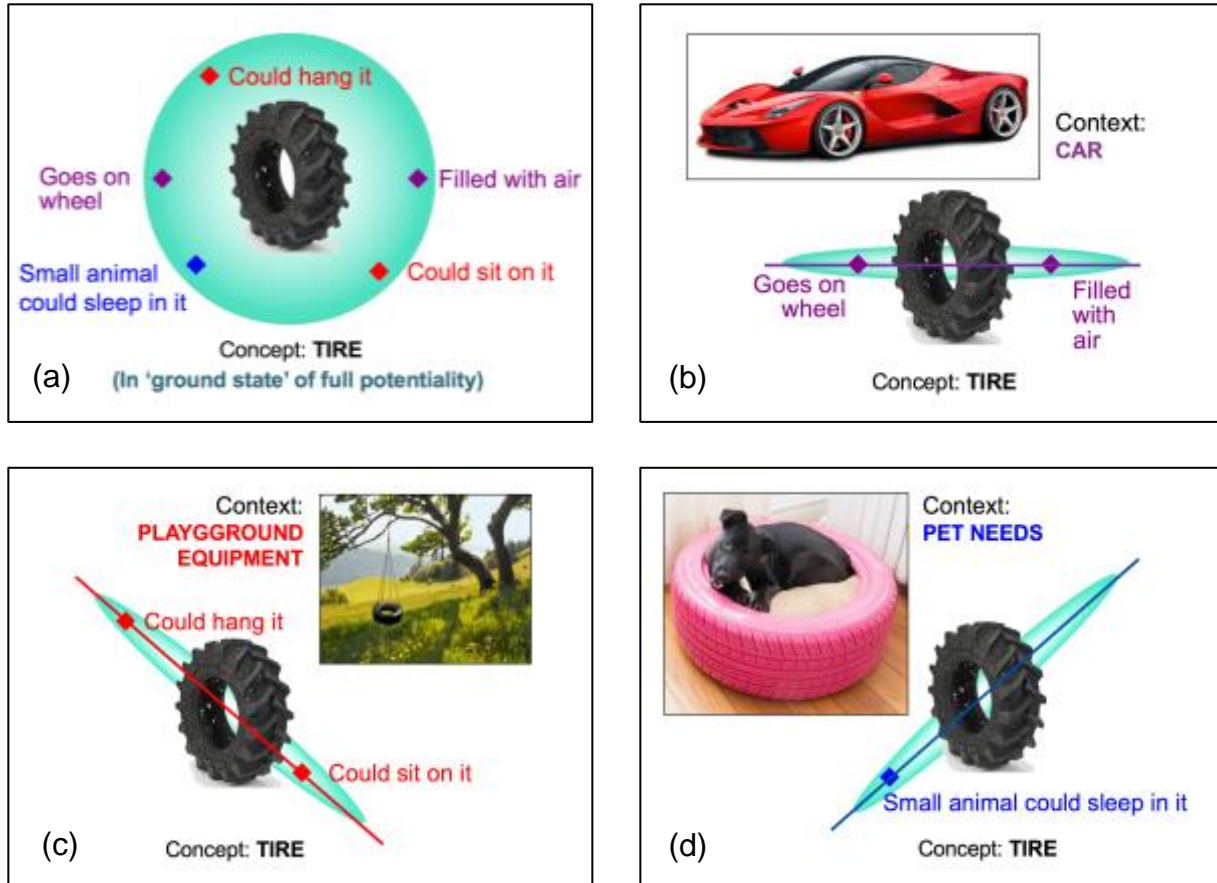 Could hang it
Goes on
wheel
Filled with air
Small animal
could sleep in it
Could sit on it
Concept: TIRE
(In ‘ground state’ of full potentiality)
(a)
Context:
CAR
Goes on
wheel
Filled
with
air
Concept: TIRE
(b)
Context:
PLAYGGROUND
EQUIPMENT
Could hang it
Could sit on it
Concept: TIRE
(c)
Context:
PET NEEDS
Small animal could sleep in it
Concept: TIRE
(d)